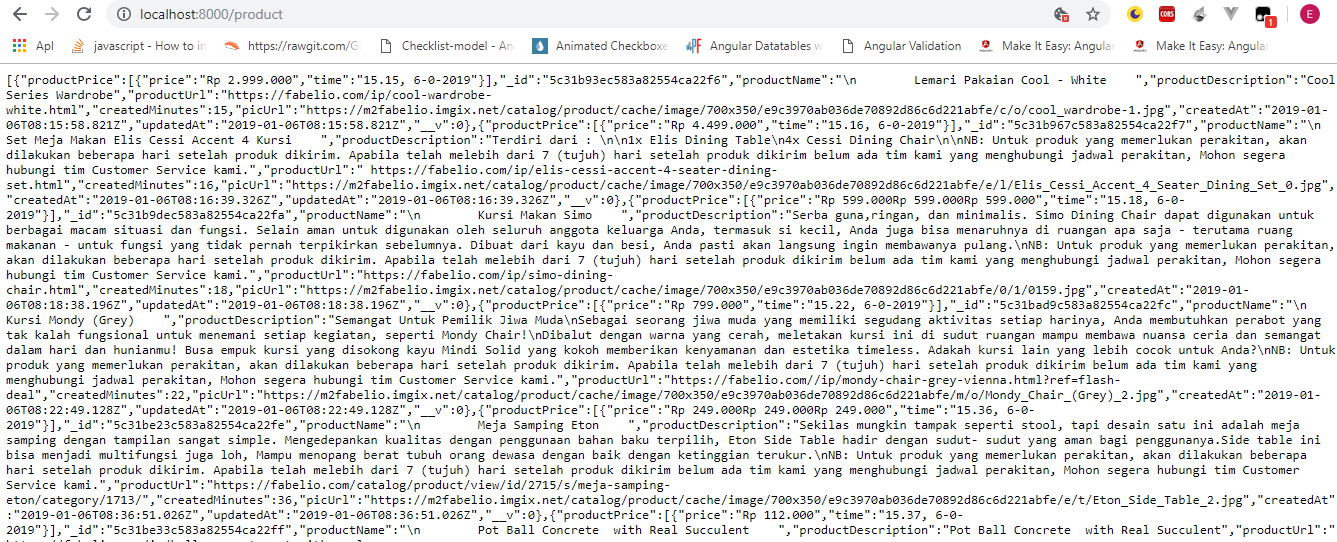 localhost:8000/product
Apl javascript - How to in https://rawgit.com/G Checklist-model - An Animated Checkboxe Angular Datatables w Angular Validation Make It Easy: Angular Make It Easy: Angular
[{"productPrice":[{"price":"Rp 2.999.000","time":"15.15, 6-0-2019"}],"_id":"5c31b93ec583a82554ca22f6","productName":"\n Lemari Pakaian Cool - White ","productDescription":"Cool
Series Wardrobe","productUrl":"https://fabelio.com/ip/cool-wardrobe-
white.html","createdMinutes":15,"picUrl":"https://m2fabelio.imgix.net/catalog/product/cache/image/700x350/e9c3970ab036de70892d86c6d221abfe/c/o/cool_wardrobe-1.jpg","createdAt":"2019-01-
06T08:15:58.821Z","updatedAt":"2019-01-06T08:15:58.821Z","__v":0},{"productPrice":[{"price":"Rp 4.499.000","time":"15.16, 6-0-2019"}],"_id":"5c31b967c583a82554ca22f7","productName":"\n
Set Meja Makan Elis Cessi Accent 4 Kursi ","productDescription":"Terdiri dari : \n\n1x Elis Dining Table\n4x Cessi Dining Chair\n\nNB: Untuk produk yang memerlukan perakitan, akan
dilakukan beberapa hari setelah produk dikirim. Apabila telah melebih dari 7 (tujuh) hari setelah produk dikirim belum ada tim kami yang menghubungi jadwal perakitan, Mohon segera
hubungi tim Customer Service kami.","productUrl":" https://fabelio.com/ip/elis-cessi-accent-4-seater-dining-
set.html","createdMinutes":16,"picUrl":"https://m2fabelio.imgix.net/catalog/product/cache/image/700x350/e9c3970ab036de70892d86c6d221abfe/e/l/Elis_Cessi_Accent_4_Seater_Dining_Set_0.jpg",
"createdAt":"2019-01-06T08:16:39.326Z","updatedAt":"2019-01-06T08:16:39.326Z","__v":0},{"productPrice":[{"price":"Rp 599.000Rp 599.000Rp 599.000","time":"15.18, 6-0-
2019"}],"_id":"5c31b9dec583a82554ca22fa","productName":"\n Kursi Makan Simo ","productDescription":"Serba guna,ringan, dan minimalis. Simo Dining Chair dapat digunakan untuk
berbagai macam situasi dan fungsi. Selain aman untuk digunakan oleh seluruh anggota keluarga Anda, termasuk si kecil, Anda juga bisa menaruhnya di ruangan apa saja - terutama ruang
makanan - untuk fungsi yang tidak pernah terpikirkan sebelumnya. Dibuat dari kayu dan besi, Anda pasti akan langsung ingin membawanya pulang.\nNB: Untuk produk yang memerlukan perakitan,
akan dilakukan beberapa hari setelah produk dikirim. Apabila telah melebih dari 7 (tujuh) hari setelah produk dikirim belum ada tim kami yang menghubungi jadwal perakitan, Mohon segera
hubungi tim Customer Service kami.","productUrl":"https://fabelio.com/ip/simo-dining-
chair.html","createdMinutes":18,"picUrl":"https://m2fabelio.imgix.net/catalog/product/cache/image/700x350/e9c3970ab036de70892d86c6d221abfe/0/1/0159.jpg","createdAt":"2019-01-
06T08:18:38.196Z","updatedAt":"2019-01-06T08:18:38.196Z","__v":0},{"productPrice":[{"price":"Rp 799.000","time":"15.22, 6-0-2019"}],"_id":"5c31bad9c583a82554ca22fc","productName":"\n
Kursi Mondy (Grey) ","productDescription":"Semangat Untuk Pemilik Jiwa Muda\nSebagai seorang jiwa muda yang memiliki segudang aktivitas setiap harinya, Anda membutuhkan perabot yang
tak kalah fungsional untuk menemani setiap kegiatan, seperti Mondy Chair!\nDibalut dengan warna yang cerah, meletakan kursi ini di sudut ruangan mampu membawa nuansa ceria dan semangat
dalam hari dan hunianmu! Busa empuk kursi yang disokong kayu Mindi Solid yang kokoh memberikan kenyamanan dan estetika timeless. Adakah kursi lain yang lebih cocok untuk Anda?\nNB: Untuk
produk yang memerlukan perakitan, akan dilakukan beberapa hari setelah produk dikirim. Apabila telah melebih dari 7 (tujuh) hari setelah produk dikirim belum ada tim kami yang
menghubungi jadwal perakitan, Mohon segera hubungi tim Customer Service kami.","productUrl":"https://fabelio.com//ip/mondy-chair-grey-vienna.html?ref=flash-
deal","createdMinutes":22,"picUrl":"https://m2fabelio.imgix.net/catalog/product/cache/image/700x350/e9c3970ab036de70892d86c6d221abfe/m/o/Mondy_Chair_(Grey)_2.jpg","createdAt":"2019-01-
06T08:22:49.128Z","updatedAt":"2019-01-06T08:22:49.128Z","__v":0},{"productPrice":[{"price":"Rp 249.000Rp 249.000Rp 249.000","time":"15.36, 6-0-
2019"}],"_id":"5c31be23c583a82554ca22fe","productName":"\n Meja Samping Eton ","productDescription":"Sekilas mungkin tampak seperti stool, tapi desain satu ini adalah meja
samping dengan tampilan sangat simple. Mengedepankan kualitas dengan penggunaan bahan baku terpilih, Eton Side Table hadir dengan sudut- sudut yang aman bagi penggunanya.Side table ini
bisa menjadi multifungsi juga loh, Mampu menopang berat tubuh orang dewasa dengan baik dengan ketinggian terukur.\nNB: Untuk produk yang memerlukan perakitan, akan dilakukan beberapa
hari setelah produk dikirim. Apabila telah melebih dari 7 (tujuh) hari setelah produk dikirim belum ada tim kami yang menghubungi jadwal perakitan, Mohon segera hubungi tim Customer
Service kami.","productUrl":"https://fabelio.com/catalog/product/view/id/2715/s/meja-samping-
eton/category/1713/","createdMinutes":36,"picUrl":"https://m2fabelio.imgix.net/catalog/product/cache/image/700x350/e9c3970ab036de70892d86c6d221abfe/e/t/Eton_Side_Table_2.jpg","createdAt"
:"2019-01-06T08:36:51.026Z","updatedAt":"2019-01-06T08:36:51.026Z","__v":0},{"productPrice":[{"price":"Rp 112.000","time":"15.37, 6-0-
2019"}],"_id":"5c31be33c583a82554ca22ff","productName":"\n Pot Ball Concrete with Real Succulent ","productDescription":"Pot Ball Concrete with Real Succulent","productUrl":"